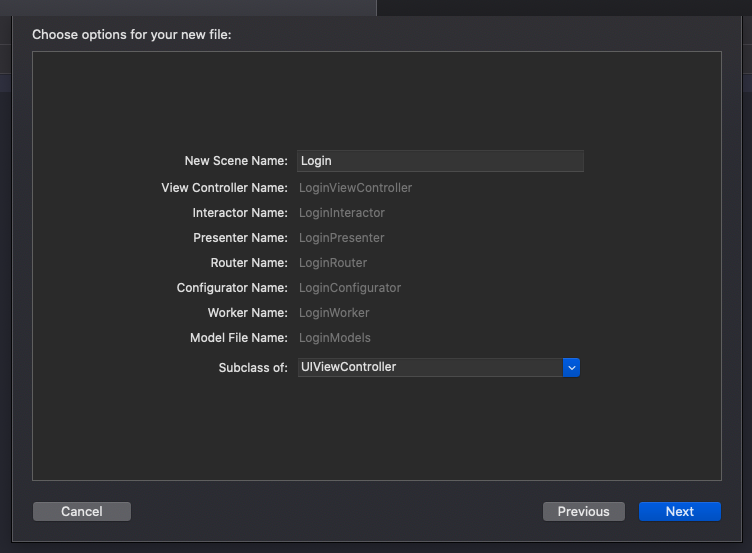 Choose options for your new file:
New Scene Name: Login
View Controller Name: LoginViewController
Interactor Name: LoginInteractor
Presenter Name: LoginPresenter
Router Name: LoginRouter
Configurator Name: LoginConfigurator
Worker Name: LoginWorker
Model File Name: LoginModels
Subclass of: UIViewController
Cancel Previous Next